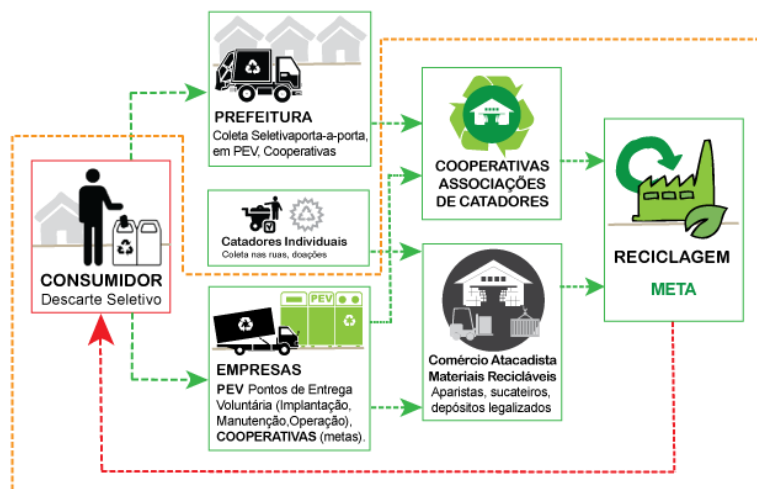 PREFEITURA
Coleta Seletivaporta-a-porta,
em PEV, Cooperativas
CONSUMIDOR
Descarte Seletivo
Catadores Individuais
Coleta nas ruas, doações
PEV
EMPRESAS
PEV Pontos de Entrega
Voluntária (Implantação,
Manutenção,Operação),
COOPERATIVAS (metas).
COOPERATIVAS
ASSOCIAÇÕES
DE CATADORES
Comércio Atacadista
Materiais Recicláveis
Aparistas, sucateiros,
depósitos legalizados
RECICLAGEM
META